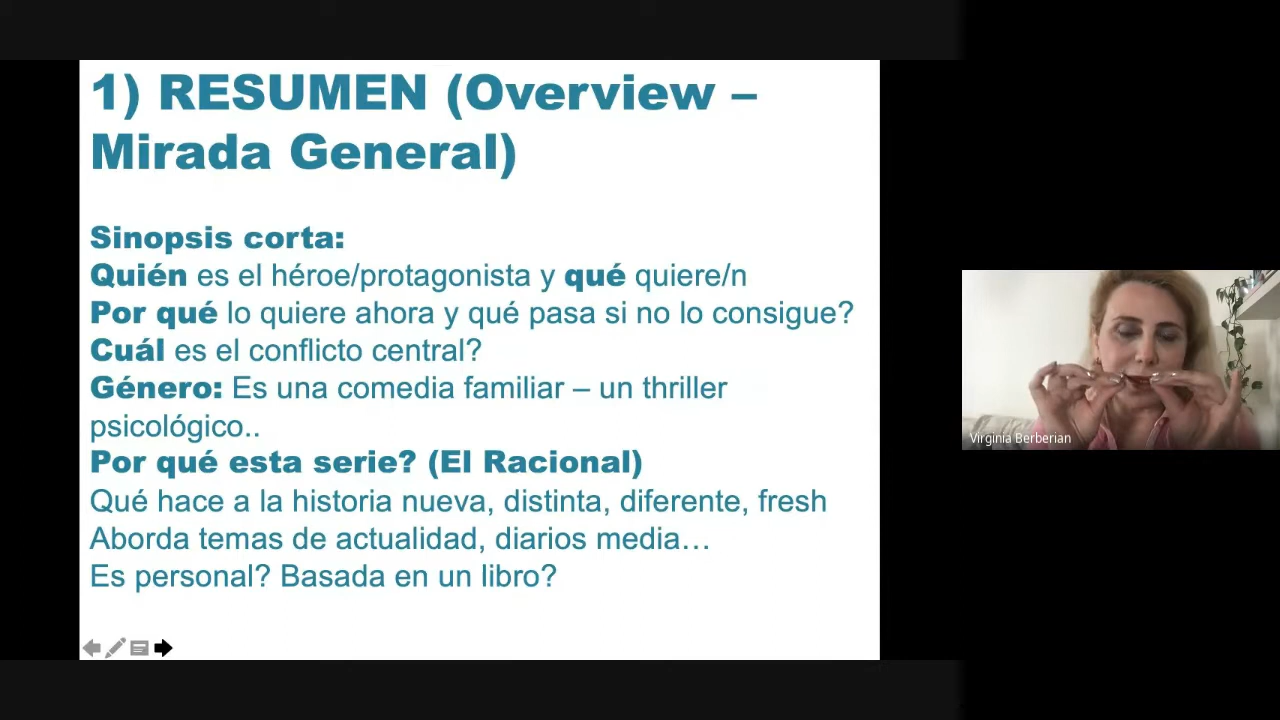 1) RESUMEN (Overview –
Mirada General)
Sinopsis corta:
Quién es el héroe/protagonista y qué quiere/n
Por qué lo quiere ahora y qué pasa si no lo consigue?
Cuál es el conflicto central?
Género: Es una comedia familiar – un thriller
psicológico..
Por qué esta serie? (El Racional)
Qué hace a la historia nueva, distinta, diferente, fresh
Aborda temas de actualidad, diarios media…
Es personal? Basada en un libro?
Virginia Berberian